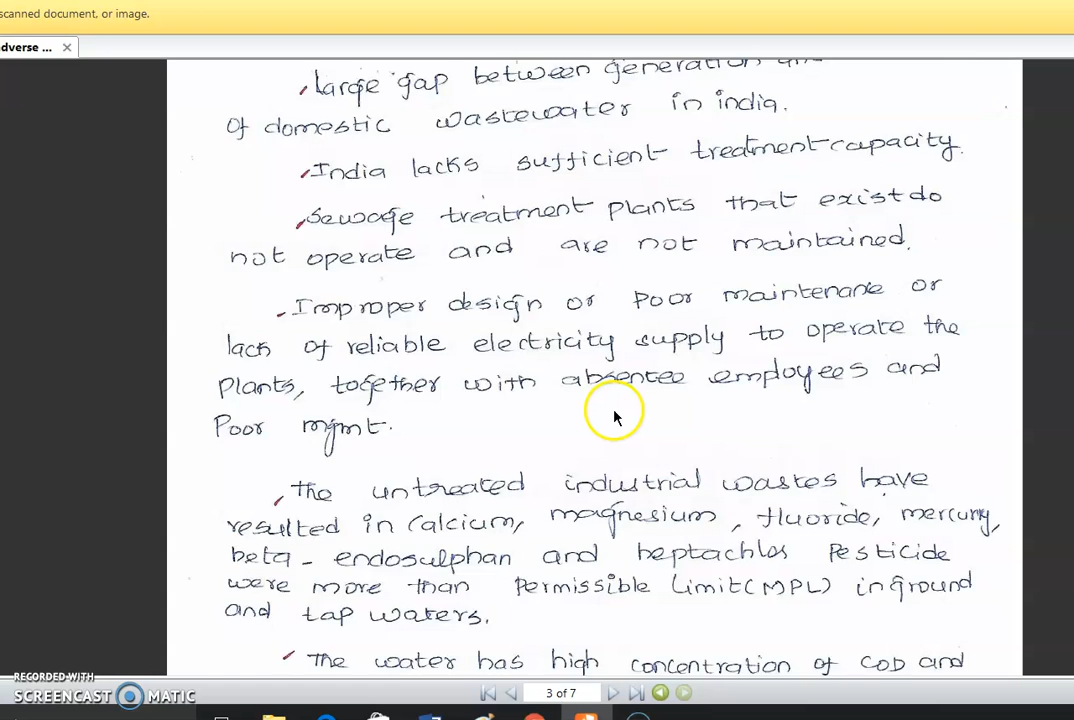 scanned document, or image.
dverse ...
Large gap between generation
of domestic wastewater in india.
India lacks sufficient treatment capacity.
Sewage treatment plants that exist do
not operate and are not maintained.
Improper design or Poor maintenane or
lack of reliable electricity supply to operate the
plants, together with absentee employees and
Poor mgmt.
The untreated industrial wastes have
resulted in Calcium, magnesium, fluoride, mercury,
beta - endosulphan and heptachlos Pesticide
were more than Permissible Limit (MPL) in ground
and tap waters.
The water has high concentration of COD and
RECORDED WITH
SCREENCAST MATIC
3 of 7